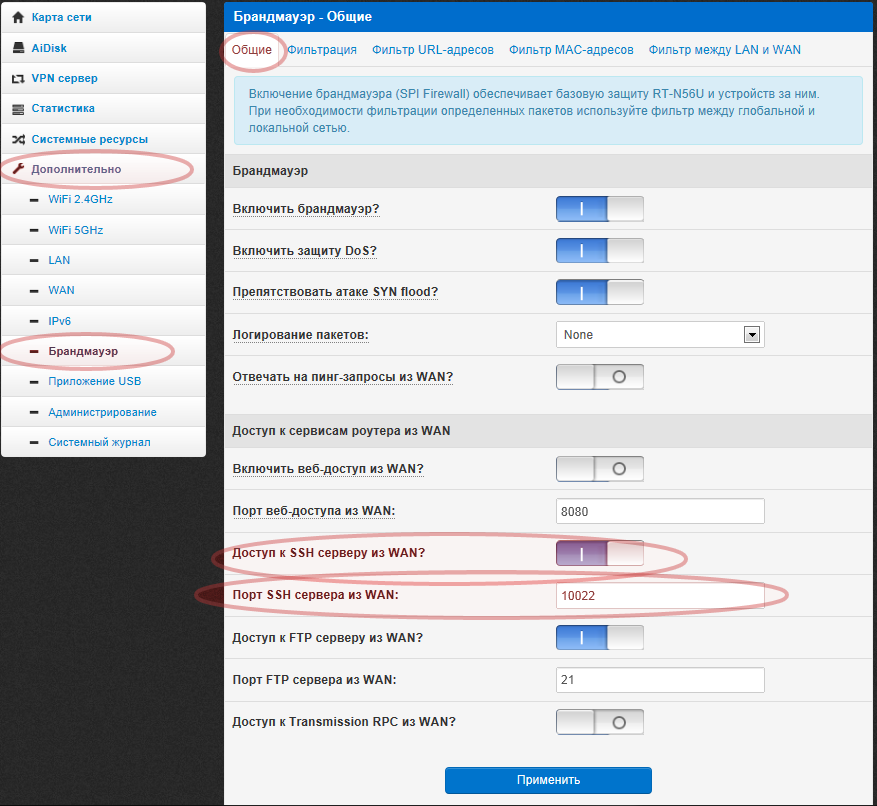 Карта сети
AiDisk
VPN сервер
Статистика
Системные ресурсы
Дополнительно
WiFi 2.4GHz
WiFi 5GHz
LAN
WAN
IPv6
Брандмауэр
Приложение USB
Администрирование
Системный журнал
Брандмауэр - Общие
Общие Фильтрация Фильтр URL-адресов Фильтр MAC-адресов Фильтр между LAN и WAN
Включение брандмауэра (SPI Firewall) обеспечивает базовую защиту RT-N56U и устройств за ним.
При необходимости фильтрации определенных пакетов используйте фильтр между глобальной и
локальной сетью.
Брандмауэр
Включить брандмауэр?
Включить защиту DoS?
Препятствовать атаке SYN flood?
Логирование пакетов: None
Отвечать на пинг-запросы из WAN?
Доступ к сервисам роутера из WAN
Включить веб-доступ из WAN?
Порт веб-доступа из WAN: 8080
Доступ к SSH серверу из WAN?
Порт SSH сервера из WAN: 10022
Доступ к FTP серверу из WAN?
Порт FTP сервера из WAN: 21
Доступ к Transmission RPC из WAN?
Применить